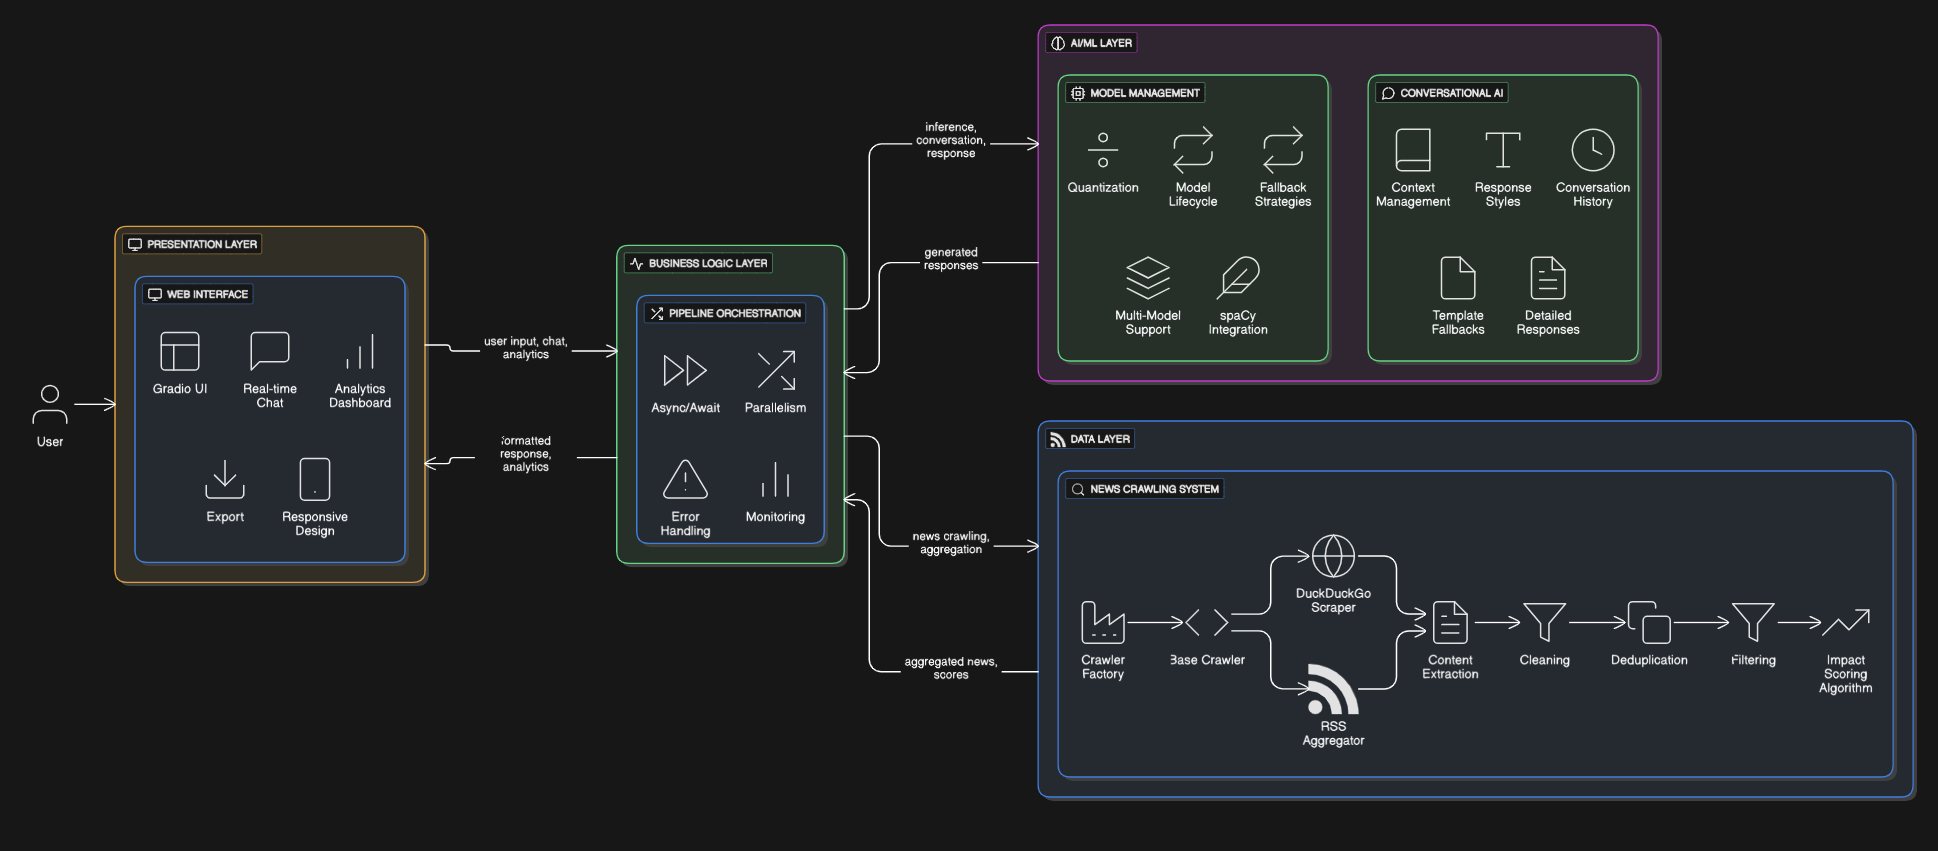 User
PRESENTATION LAYER
WEB INTERFACE
Gradio UI
Real-time
Chat
Analytics
Dashboard
Export
Responsive
Design
user input, chat,
analytics
formatted
response,
analytics
BUSINESS LOGIC LAYER
PIPELINE ORCHESTRATION
Async/Await
Parallelism
Error
Handling
Monitoring
inference,
conversation,
response
generated
responses
news crawling,
aggregation
aggregated news,
scores
AI/ML LAYER
MODEL MANAGEMENT
Quantization
Model
Lifecycle
Fallback
Strategies
Multi-Model
Support
spaCy
Integration
CONVERSATIONAL AI
Context
Management
Response
Styles
Conversation
History
Template
Fallbacks
Detailed
Responses
DATA LAYER
NEWS CRAWLING SYSTEM
Crawler
Factory
Base Crawler
DuckDuckGo
Scraper
RSS
Aggregator
Content
Extraction
Cleaning
Deduplication
Filtering
Impact
Scoring
Algorithm